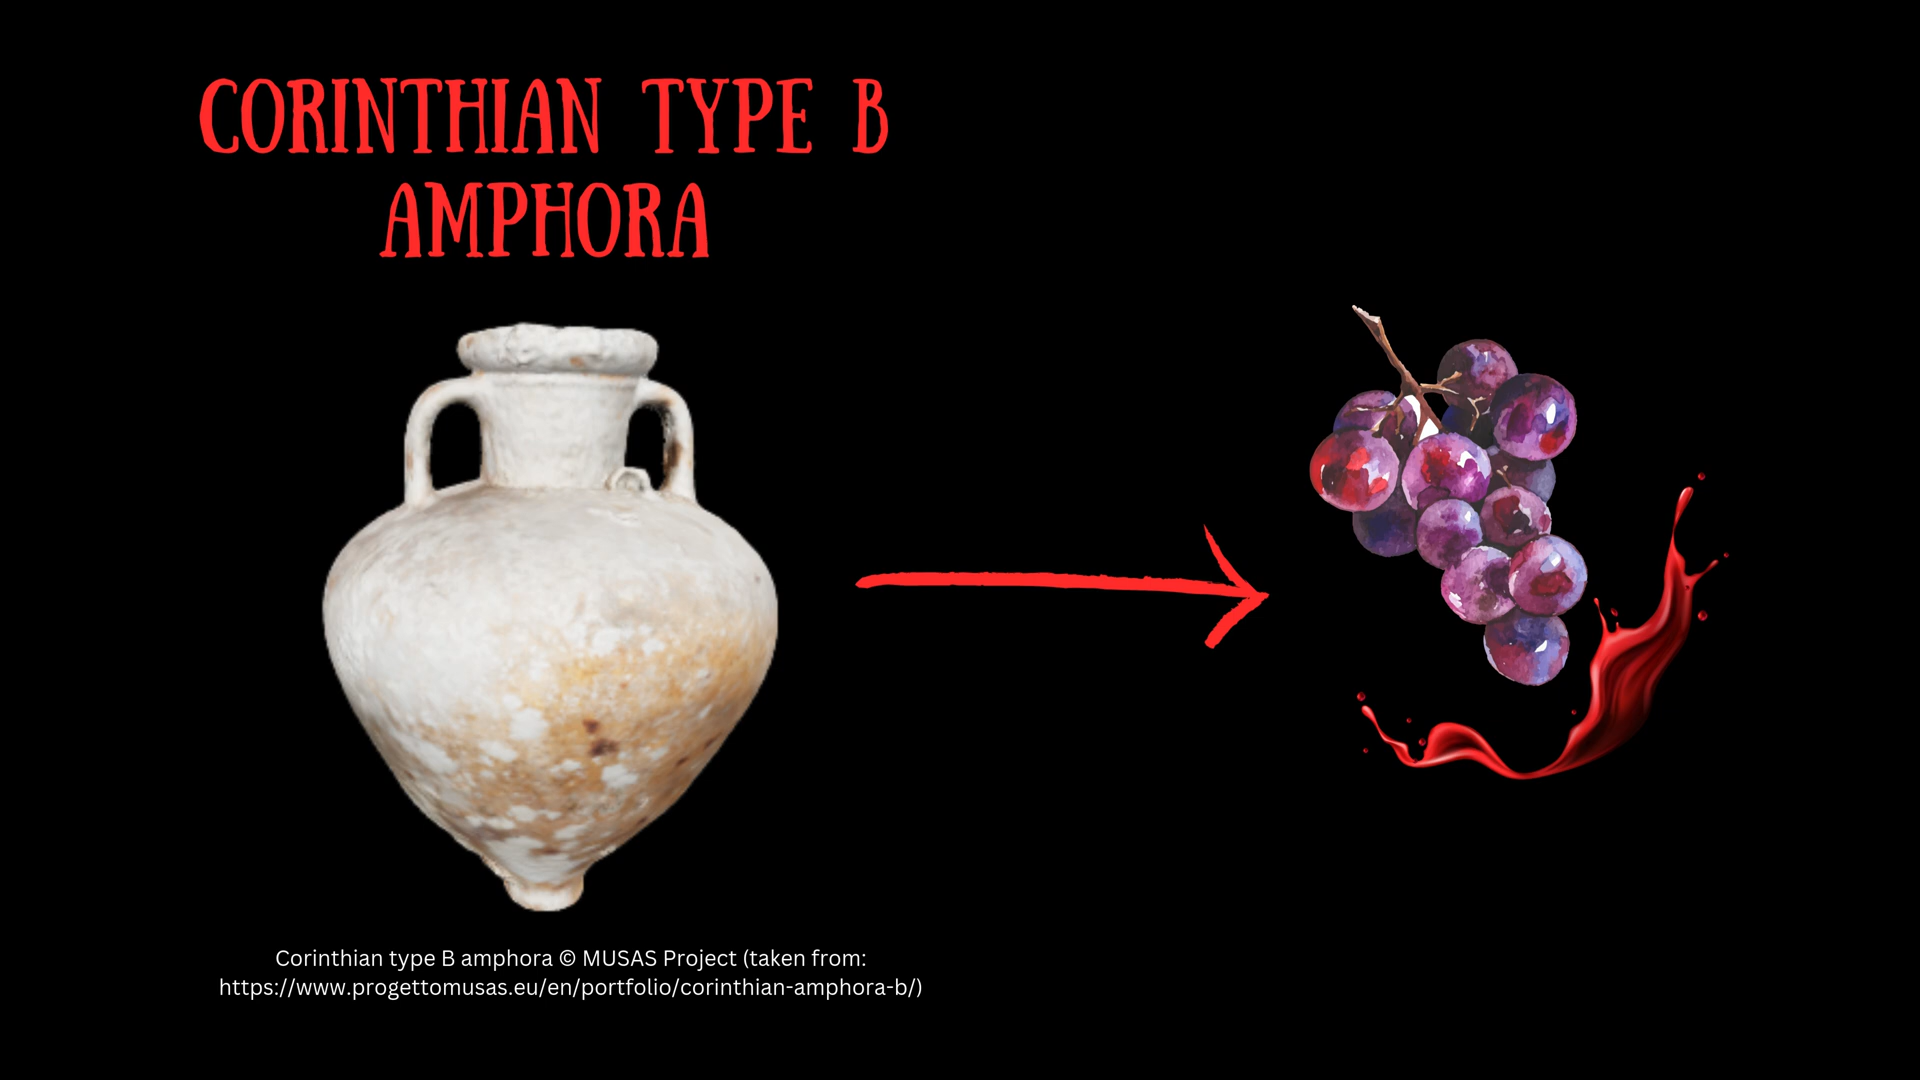 CORINTHIAN TYPE B
AMPHORA
Corinthian type B amphora © MUSAS Project (taken from:
https://www.progettomusas.eu/en/portfolio/corinthian-amphora-b/)